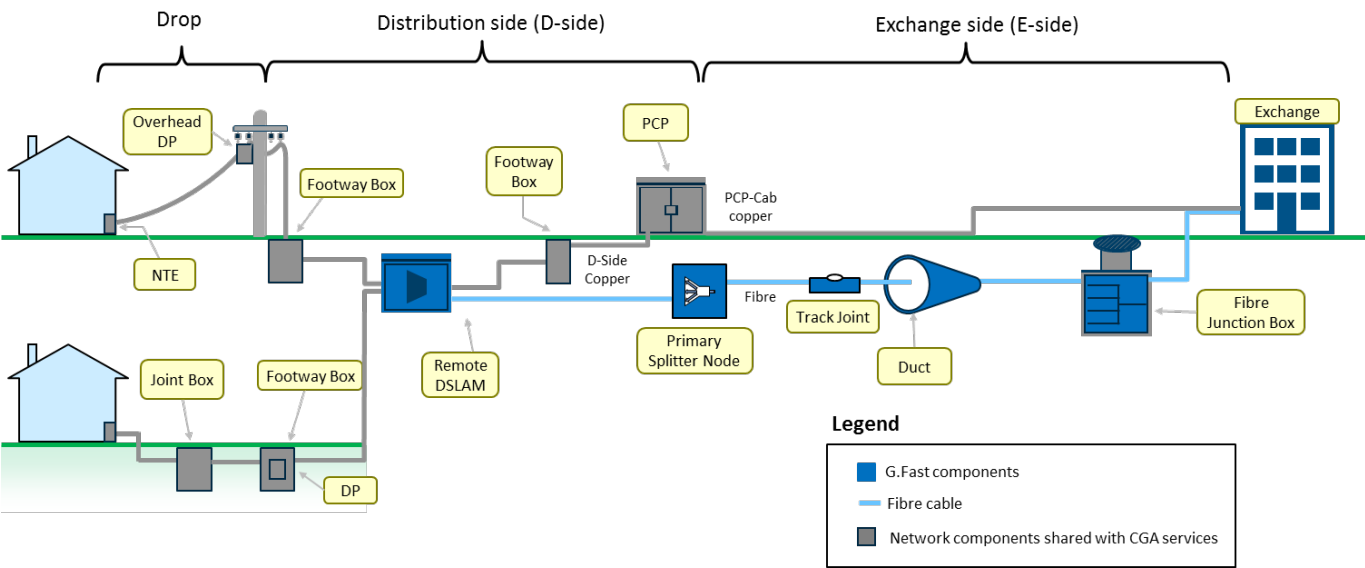 Drop
Distribution side (D-side)
Exchange side (E-side)
Overhead
DP
Footway Box
Footway
Box
PCP
Exchange
PCP-Cab
copper
NTE
D-Side
Copper
Fibre
Track Joint
Fibre
Junction Box
Primary
Splitter Node
Duct
Remote
DSLAM
Joint Box
Footway Box
DP
Legend
G.Fast components
Fibre cable
Network components shared with CGA services